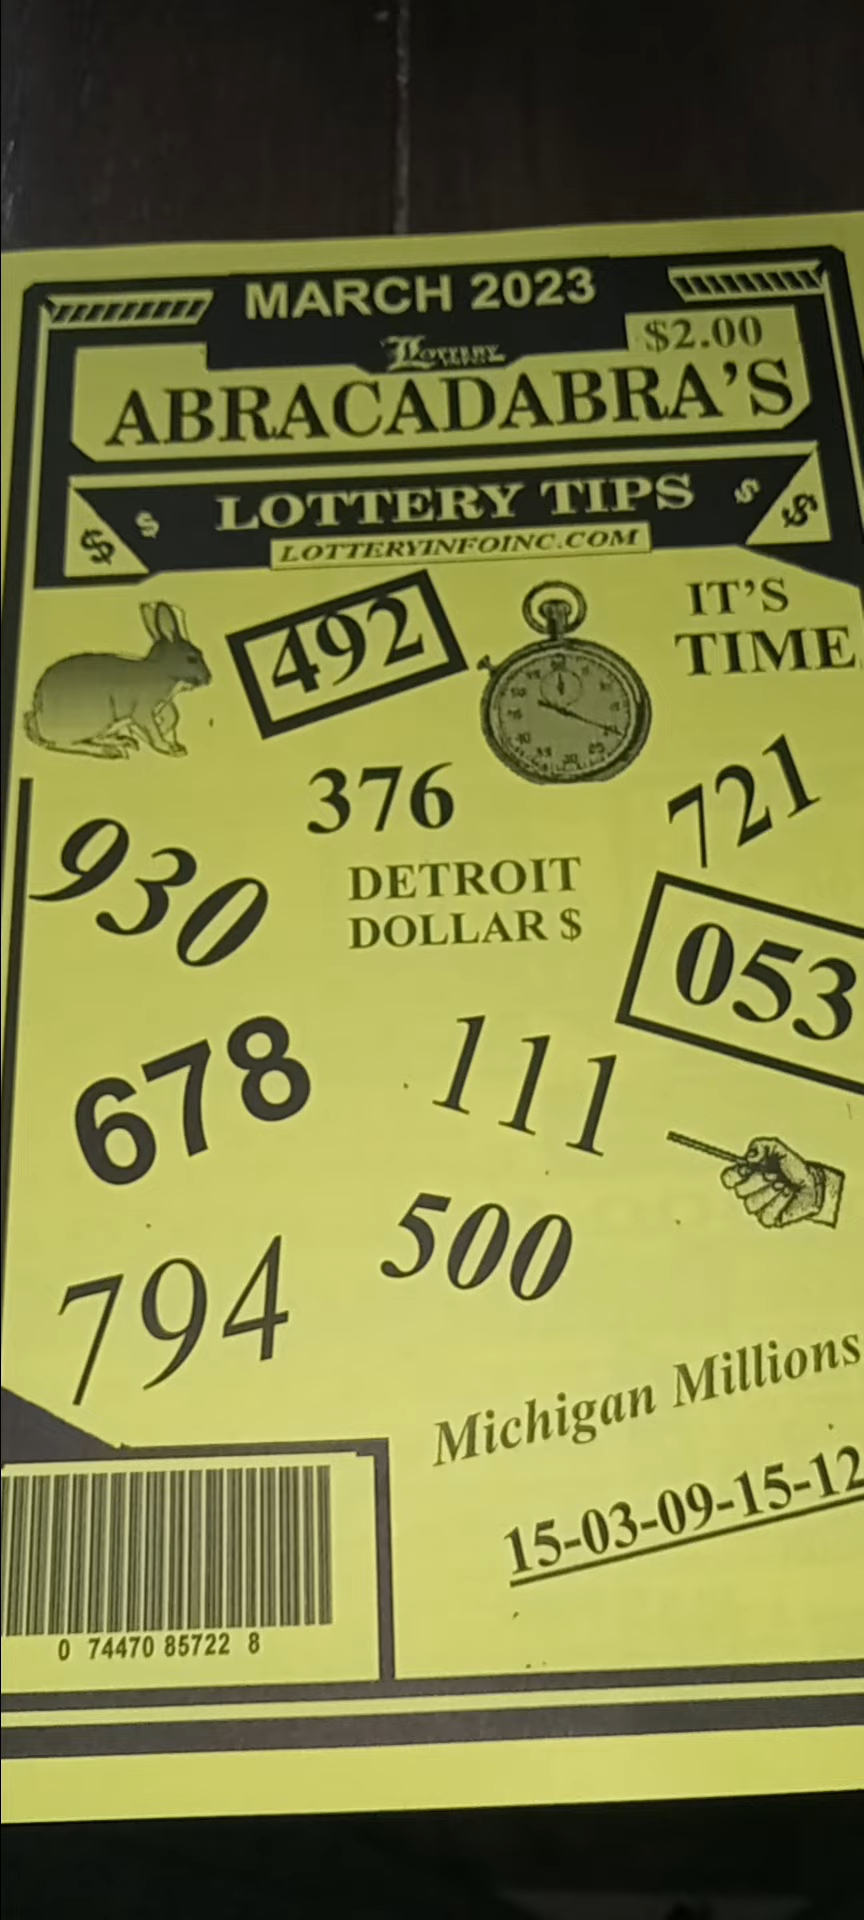 MARCH 2023
$2.00
LOTTERY
ABRACADABRA'S
$ $ LOTTERY TIPS $ $
LOTTERYINFOINC.COM
492
IT'S
TIME
376
721
930
DETROIT
DOLLAR $
053
678
111
500
794
Michigan Millions
15-03-09-15-12
0 74470 85722 8